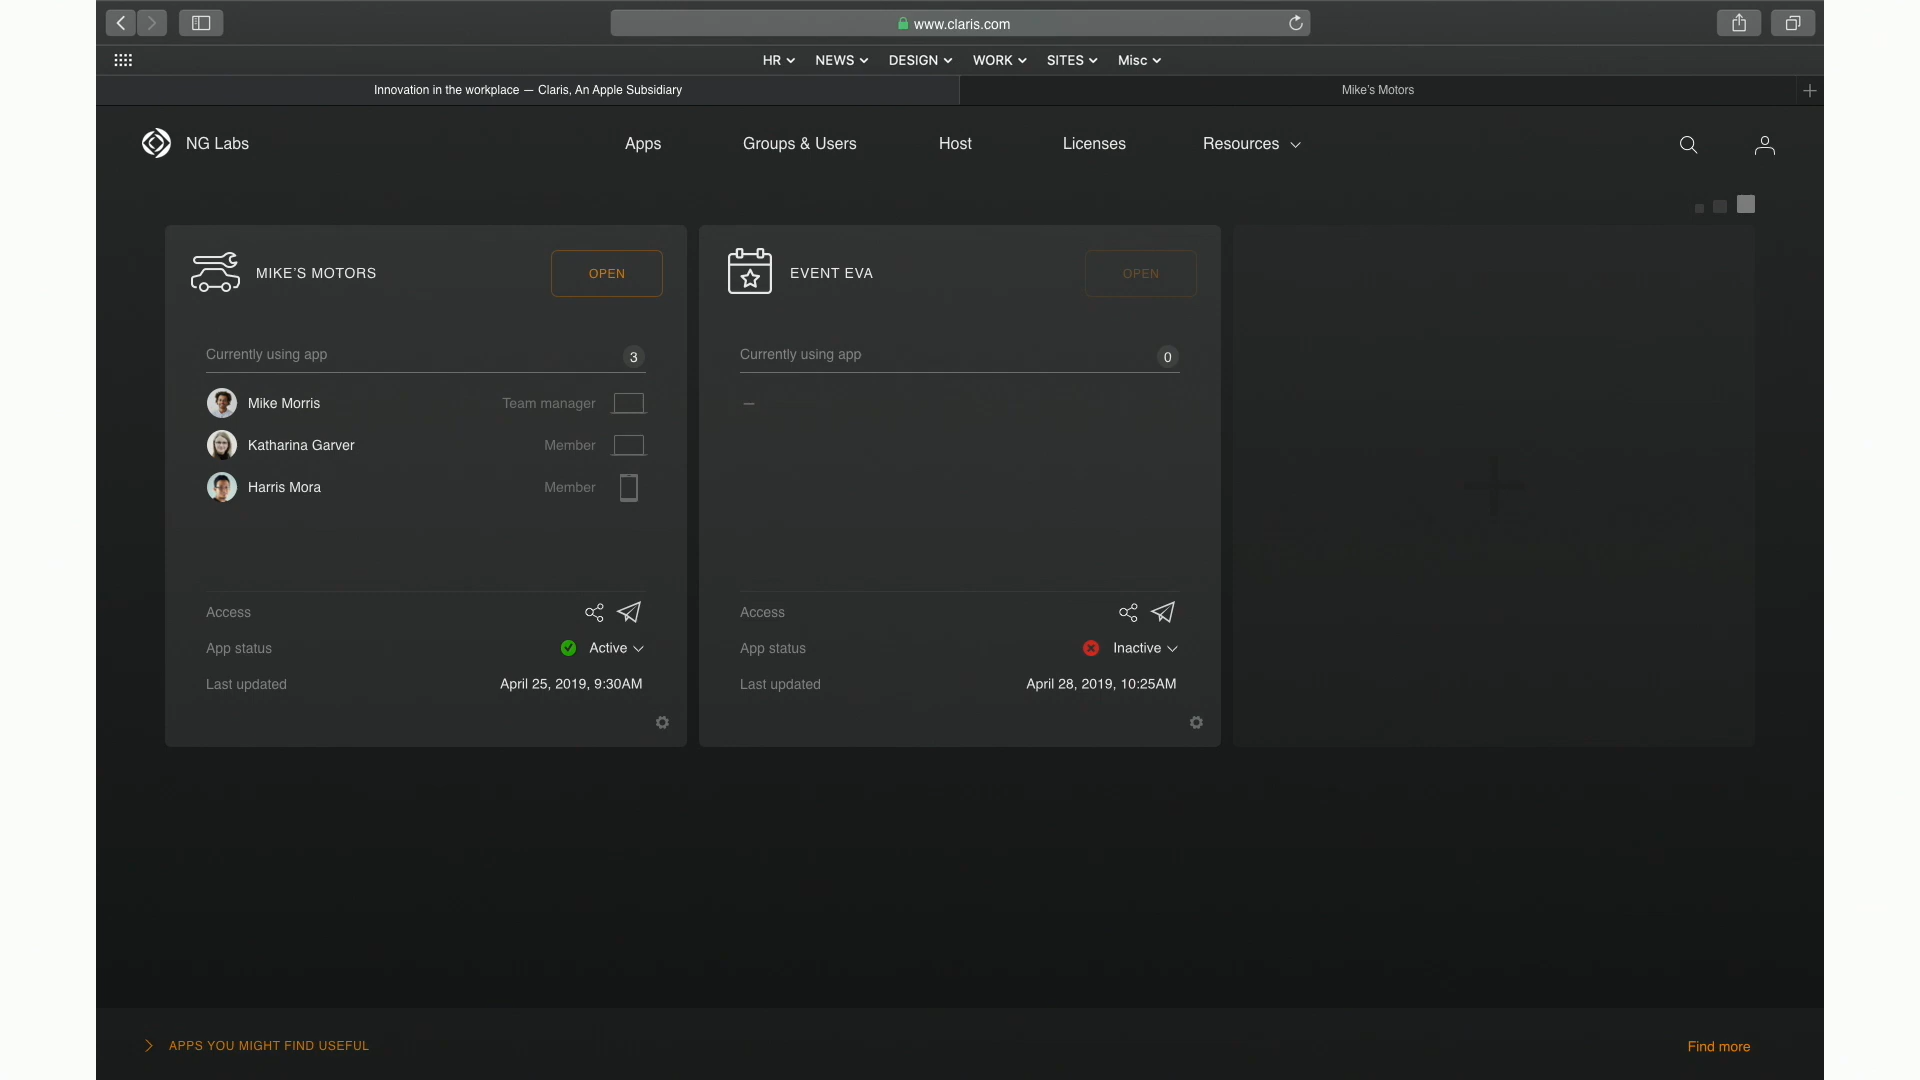 www.claris.com
HR NEWS DESIGN WORK SITES Misc
Innovation in the workplace — Claris, An Apple Subsidiary Mike's Motors
NG Labs Apps Groups & Users Host Licenses Resources
MIKE'S MOTORS OPEN
Currently using app 3
Mike Morris Team manager
Katharina Garver Member
Harris Mora Member
Access
App status Active
Last updated April 25, 2019, 9:30AM
EVENT EVA OPEN
Currently using app 0
–
Access
App status Inactive
Last updated April 28, 2019, 10:25AM
APPS YOU MIGHT FIND USEFUL Find more